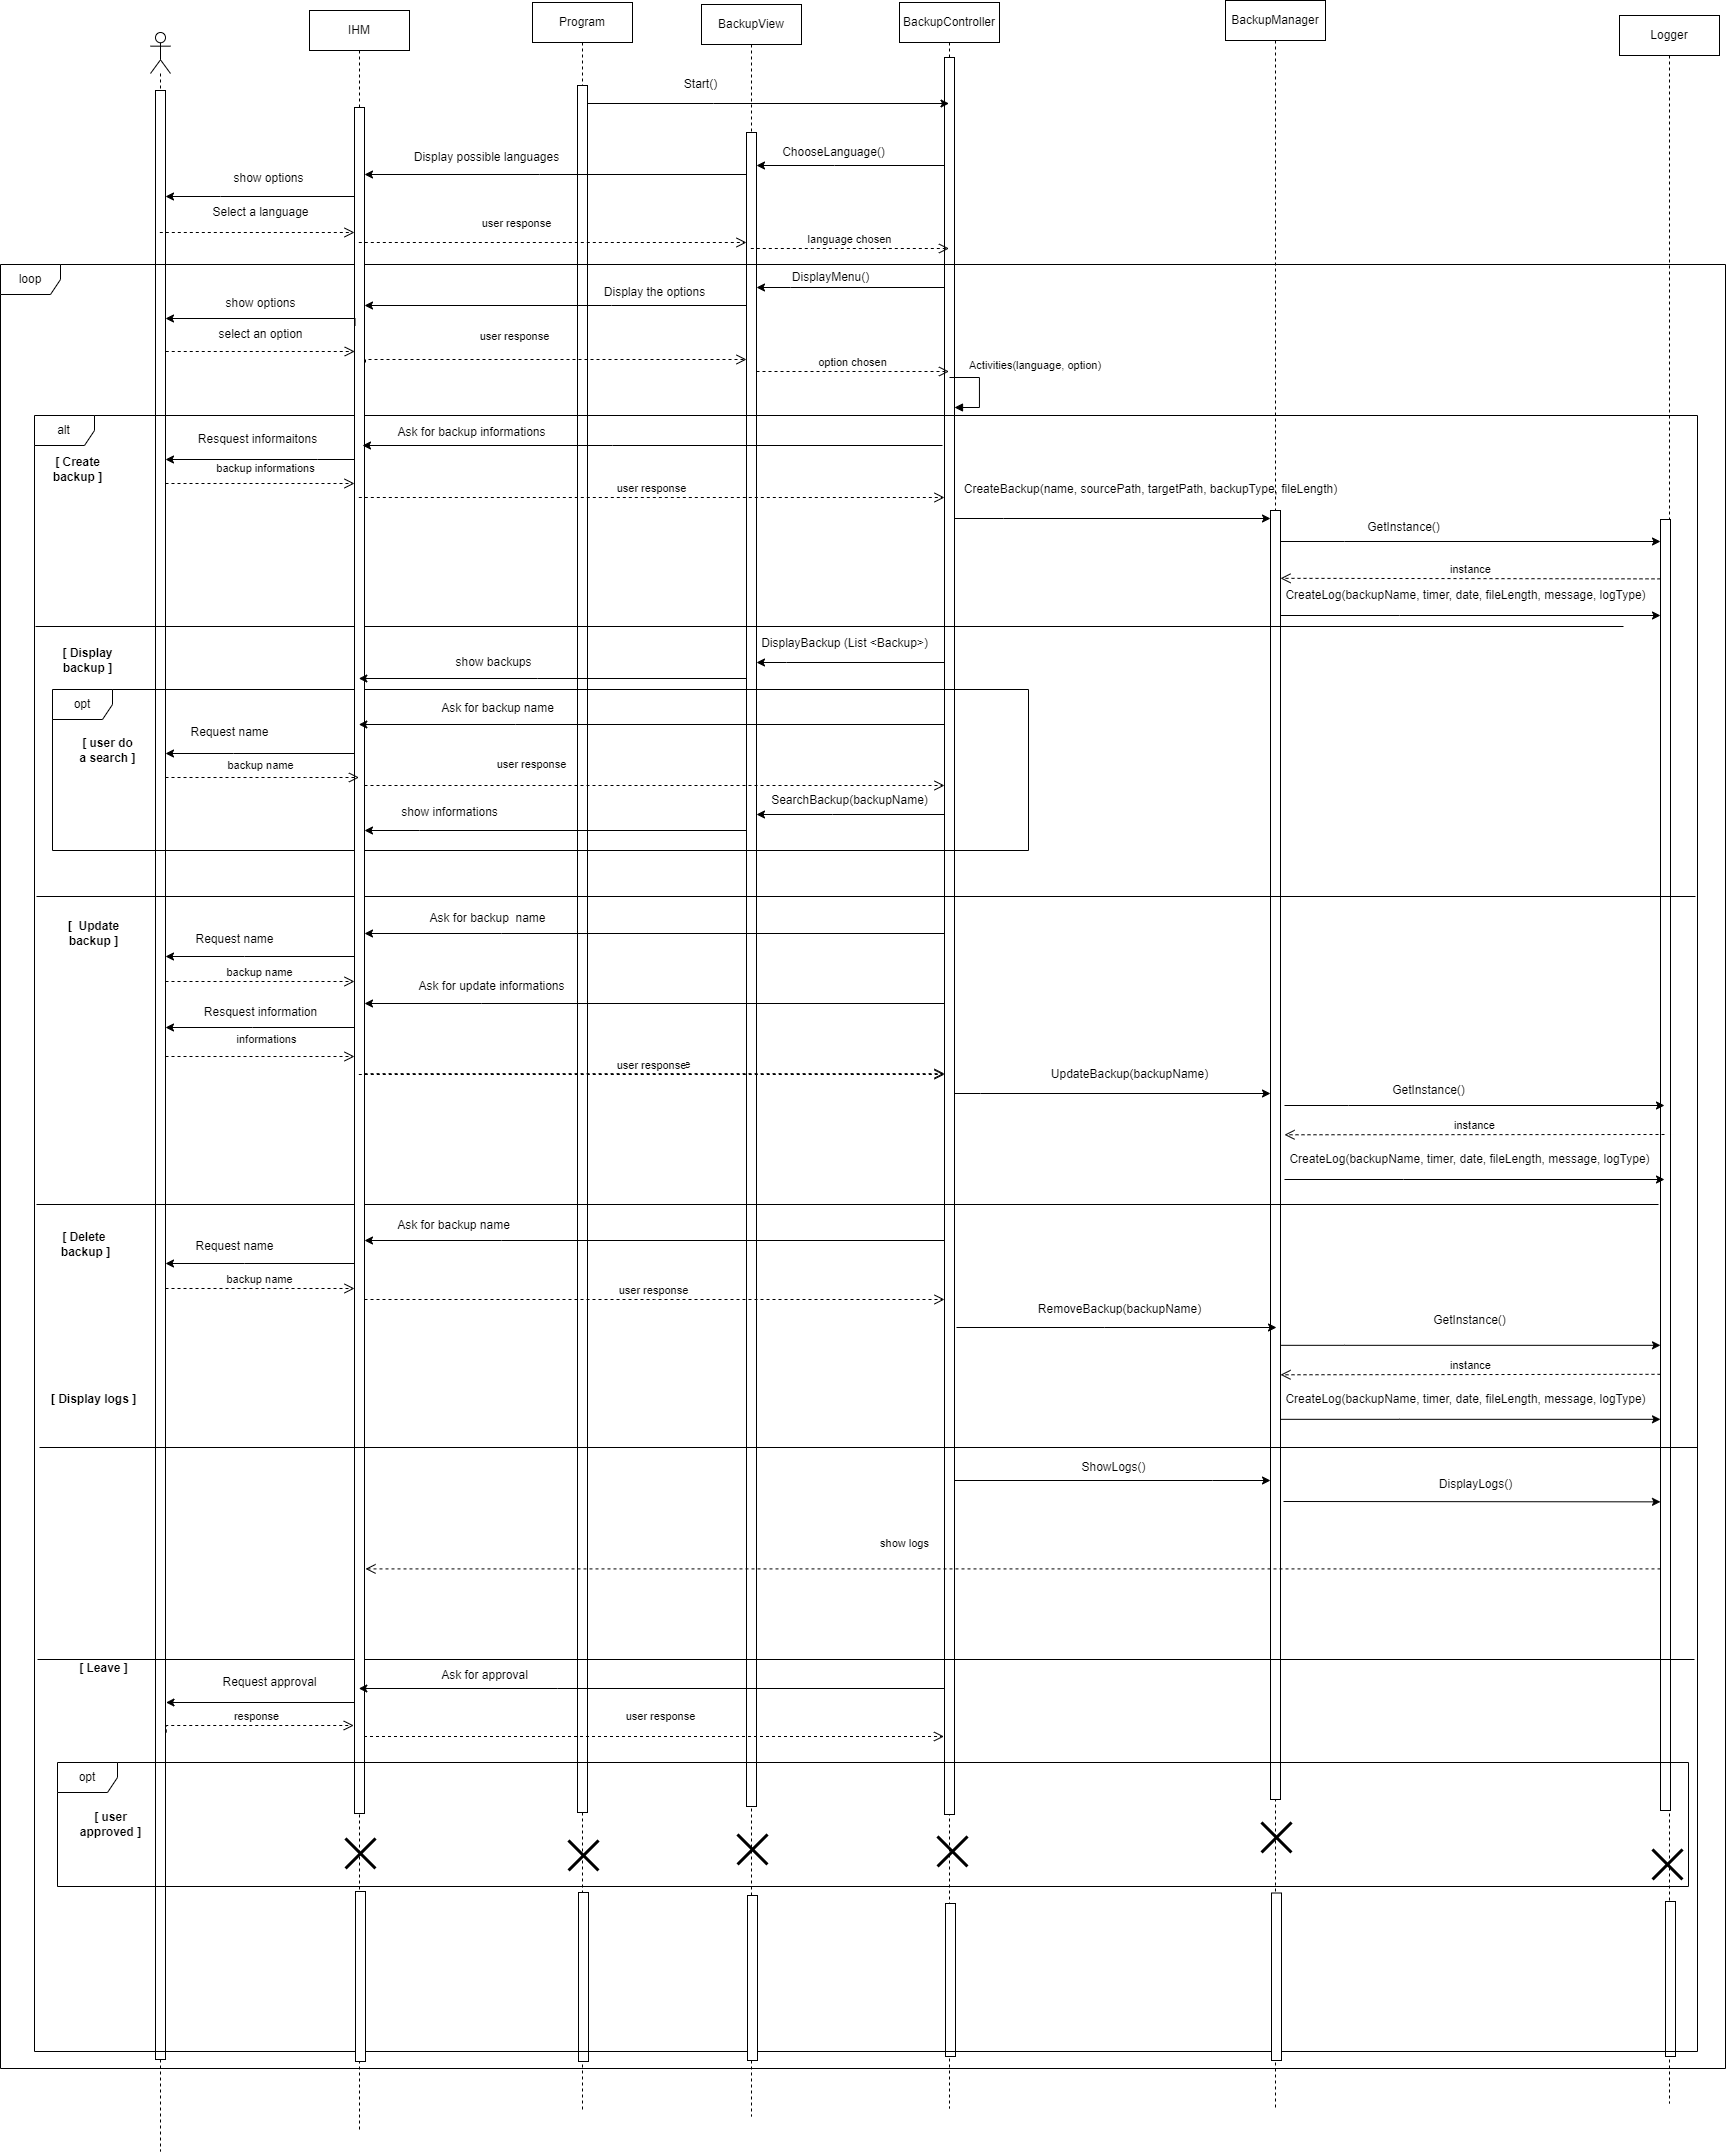 IHM
Program
BackupView
BackupController
BackupManager
Logger
Start()
ChooseLanguage()
Display possible languages
show options
Select a language
user response
language chosen
loop
DisplayMenu()
Display the options
show options
select an option
user response
option chosen
Activities(language, option)
alt
[ Create
backup ]
Ask for backup informations
Resquest informaitons
backup informations
user response
CreateBackup(name, sourcePath, targetPath, backupType, fileLength)
GetInstance()
instance
CreateLog(backupName, timer, date, fileLength, message, logType)
[ Display
backup ]
DisplayBackup (List <Backup>)
show backups
opt
[ user do
a search ]
Ask for backup name
Request name
backup name
user response
SearchBackup(backupName)
show informations
[  Update
backup ]
Ask for backup  name
Request name
backup name
Ask for update informations
Resquest information
informations
user response
UpdateBackup(backupName)
GetInstance()
instance
CreateLog(backupName, timer, date, fileLength, message, logType)
[ Delete
backup ]
Ask for backup name
Request name
backup name
user response
RemoveBackup(backupName)
GetInstance()
instance
CreateLog(backupName, timer, date, fileLength, message, logType)
[ Display logs ]
ShowLogs()
DisplayLogs()
show logs
[ Leave ]
Ask for approval
Request approval
response
user response
opt
[ user
approved ]